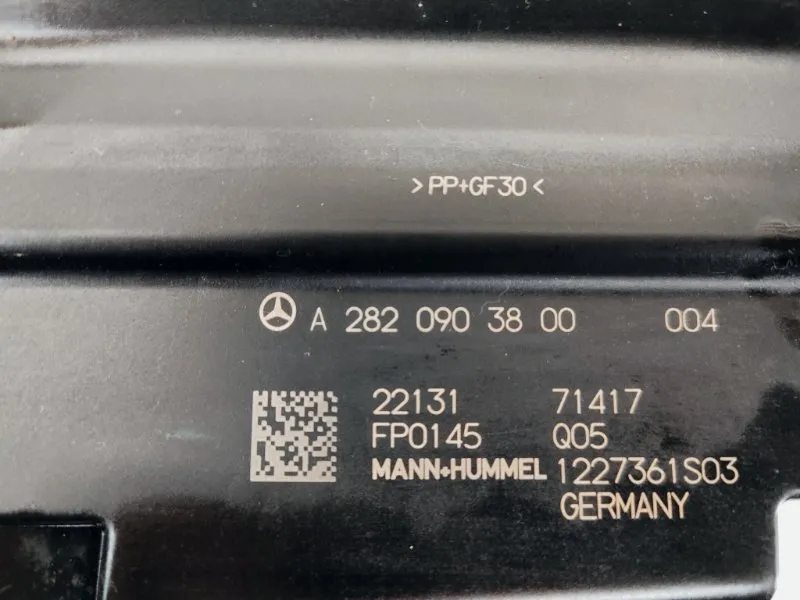 >PP+GF30<
A 282 090 38 00 004
22131 71417
FP0145 Q05
MANN+HUMMEL 1227361S03
GERMANY